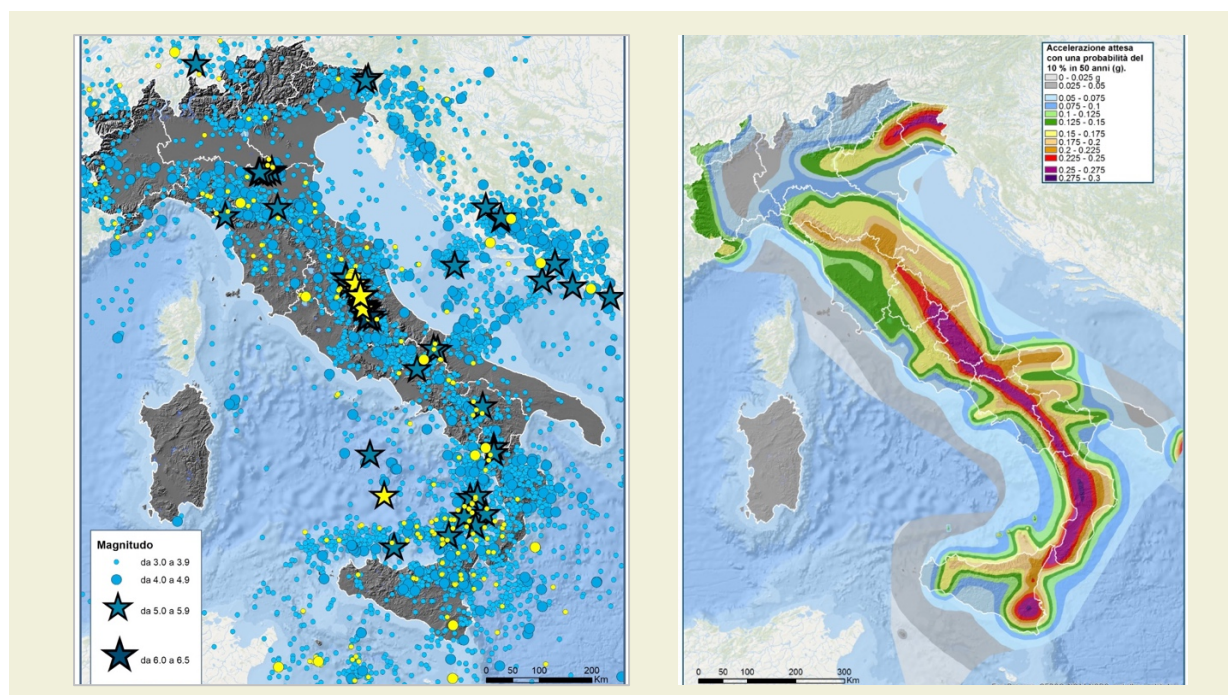 Magnitudo
da 3.0 a 3.9
da 4.0 a 4.9
da 5.0 a 5.9
da 6.0 a 6.5
0 50 100 200
Km
Accelerazione attesa
con una probabilità del
10 % in 50 anni (g).
0 - 0.025 g
0.025 - 0.05
0.05 - 0.075
0.075 - 0.1
0.1 - 0.125
0.125 - 0.15
0.15 - 0.175
0.175 - 0.2
0.2 - 0.225
0.225 - 0.25
0.25 - 0.275
0.275 - 0.3
0 50 100 200 300
Km